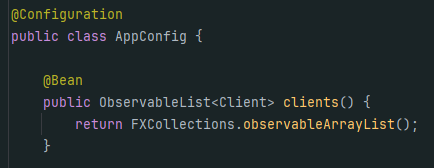 @Configuration
public class AppConfig {
@Bean
public ObservableList<Client> clients() {
return FXCollections.observableArrayList();
}